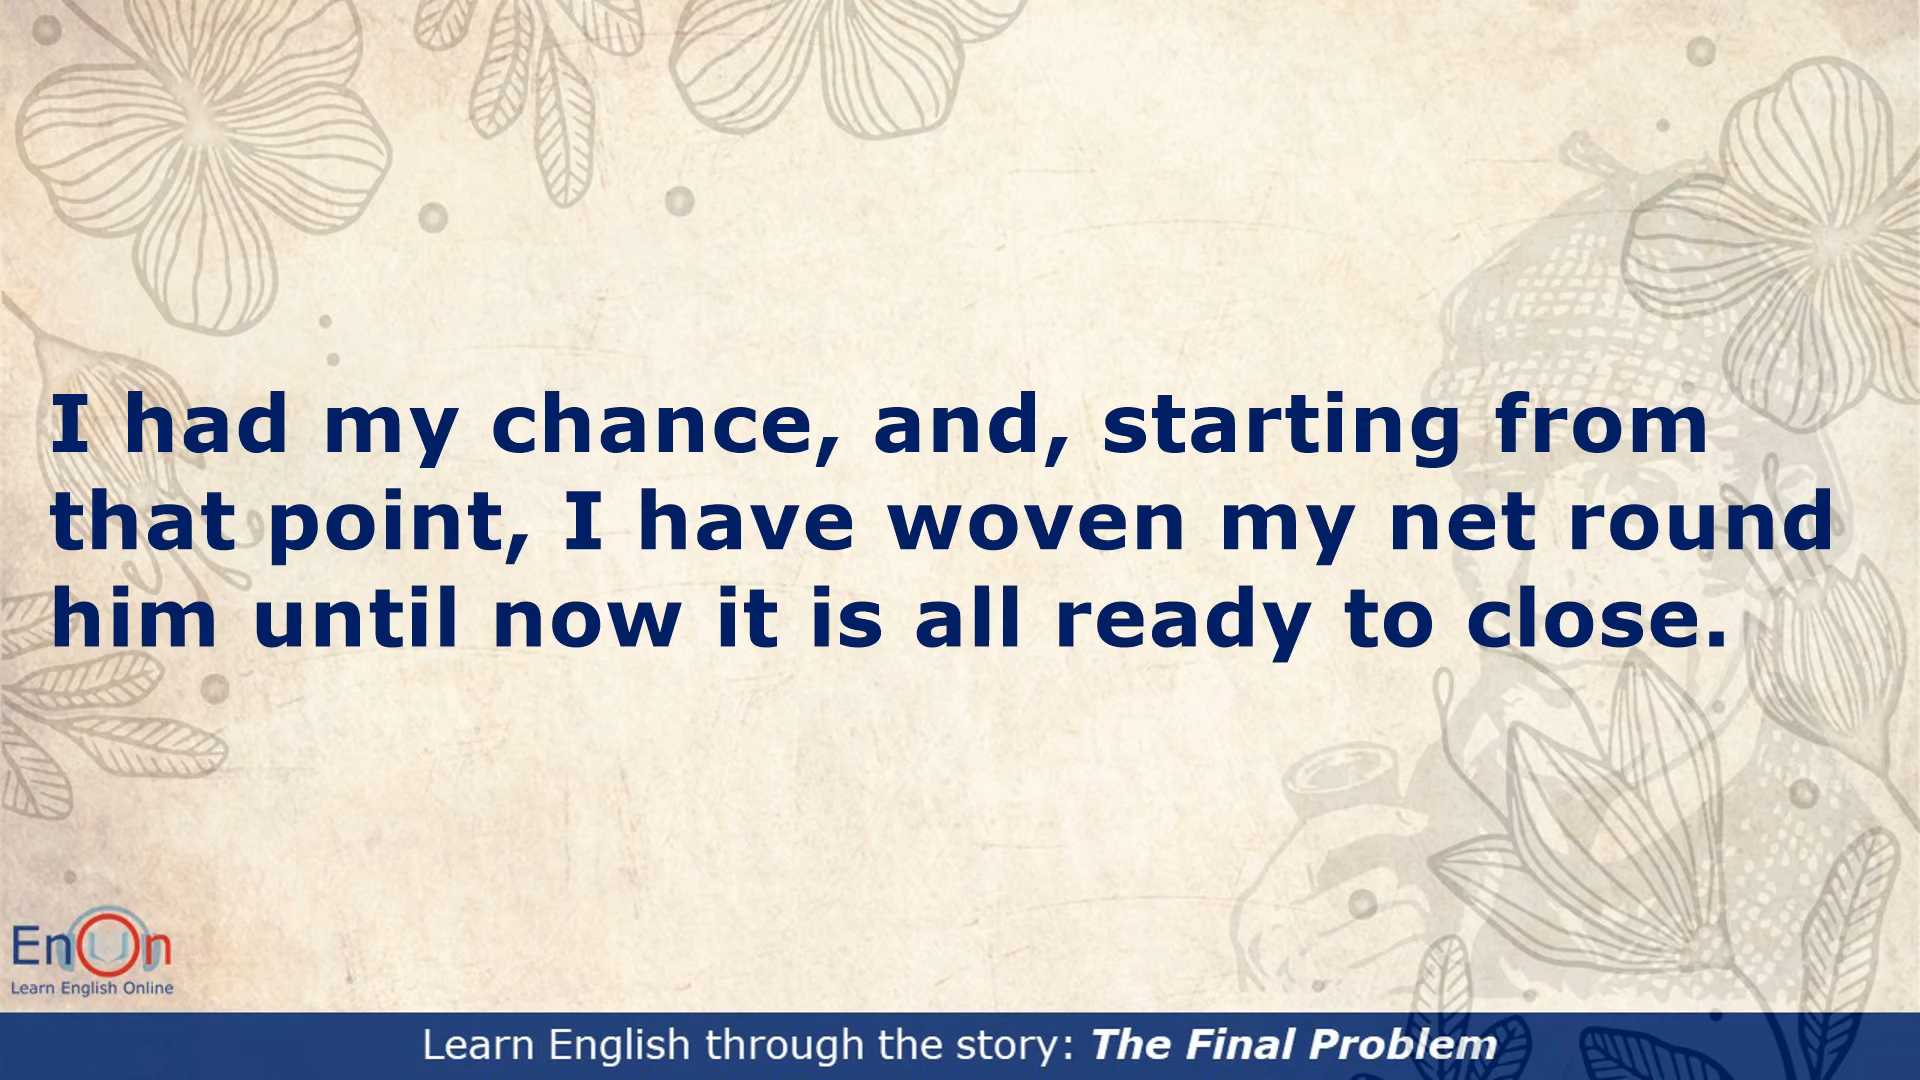 I had my chance, and, starting from
that point, I have woven my net round
him until now it is all ready to close.
EnOn
Learn English Online
Learn English through the story: The Final Problem